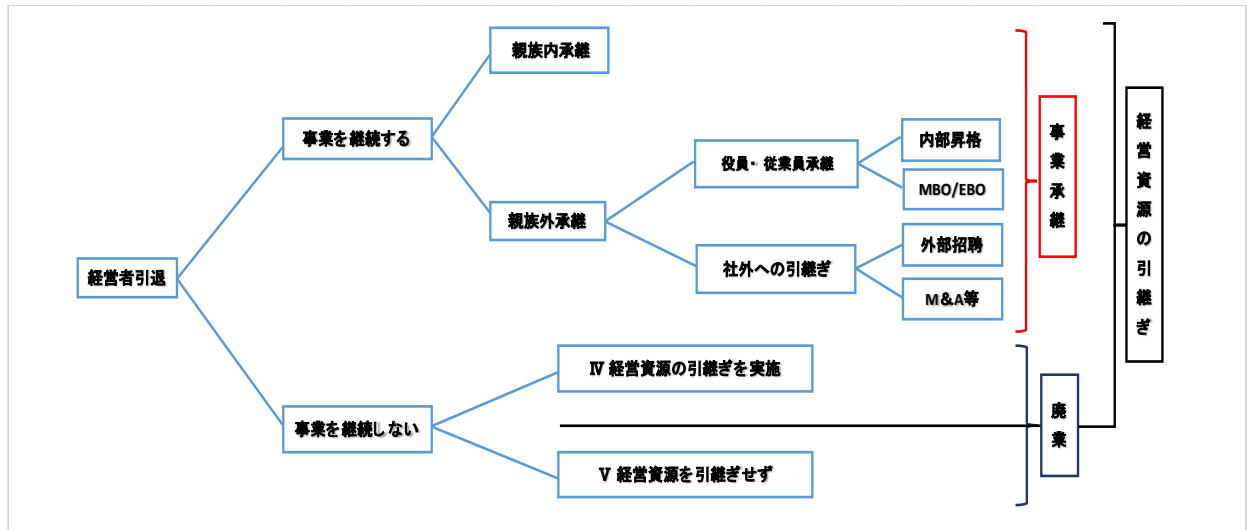 親族内承継
事業を継続する
内部昇格
役員・従業員承継
MBO/EBO
親族外承継
外部招聘
社外への引継ぎ
経営者引退
M&A等
Ⅳ 経営資源の引継ぎを実施
事業を継続しない
Ⅴ 経営資源を引継ぎせず
事業承継
廃業
経営資源の引継ぎ